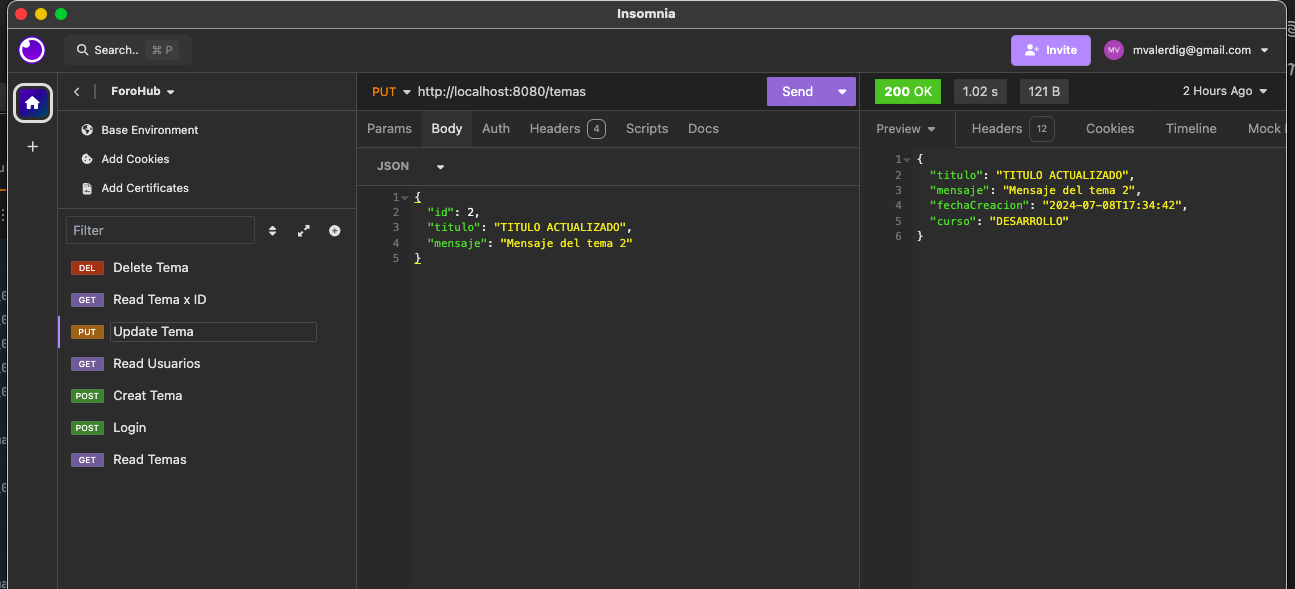 Insomnia
Search.. ⌘ P
Invite
MV mvalerdig@gmail.com
ForoHub
PUT http://localhost:8080/temas
Send
200 OK 1.02 s 121 B 2 Hours Ago
Base Environment
Add Cookies
Add Certificates
Filter
DEL Delete Tema
GET Read Tema x ID
PUT Update Tema
GET Read Usuarios
POST Creat Tema
POST Login
GET Read Temas
Params Body Auth Headers 4 Scripts Docs
JSON
1 {
2 "id": 2,
3 "titulo": "TITULO ACTUALIZADO",
4 "mensaje": "Mensaje del tema 2"
5 }
Preview Headers 12 Cookies Timeline Mock
1 {
2 "titulo": "TITULO ACTUALIZADO",
3 "mensaje": "Mensaje del tema 2",
4 "fechaCreacion": "2024-07-08T17:34:42",
5 "curso": "DESARROLLO"
6 }